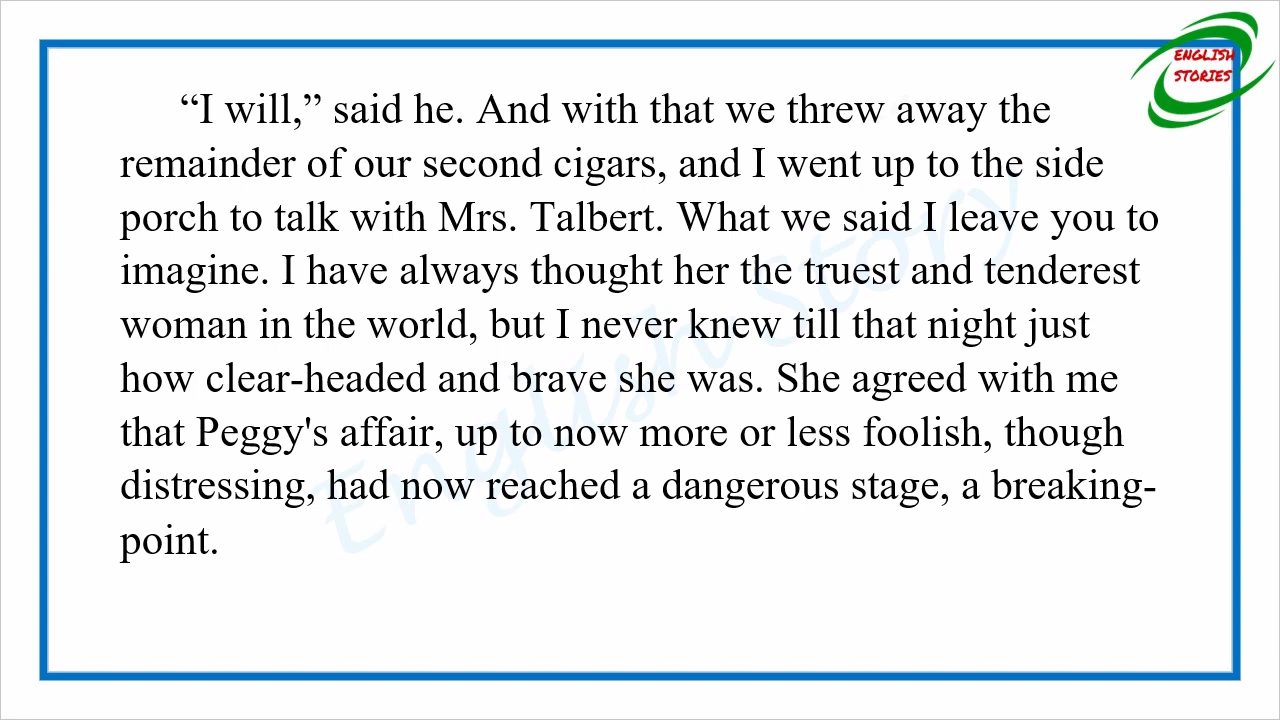 ENGLISH
STORIES
“I will,” said he. And with that we threw away the
remainder of our second cigars, and I went up to the side
porch to talk with Mrs. Talbert. What we said I leave you to
imagine. I have always thought her the truest and tenderest
woman in the world, but I never knew till that night just
how clear-headed and brave she was. She agreed with me
that Peggy's affair, up to now more or less foolish, though
distressing, had now reached a dangerous stage, a breaking-
point.
English Story